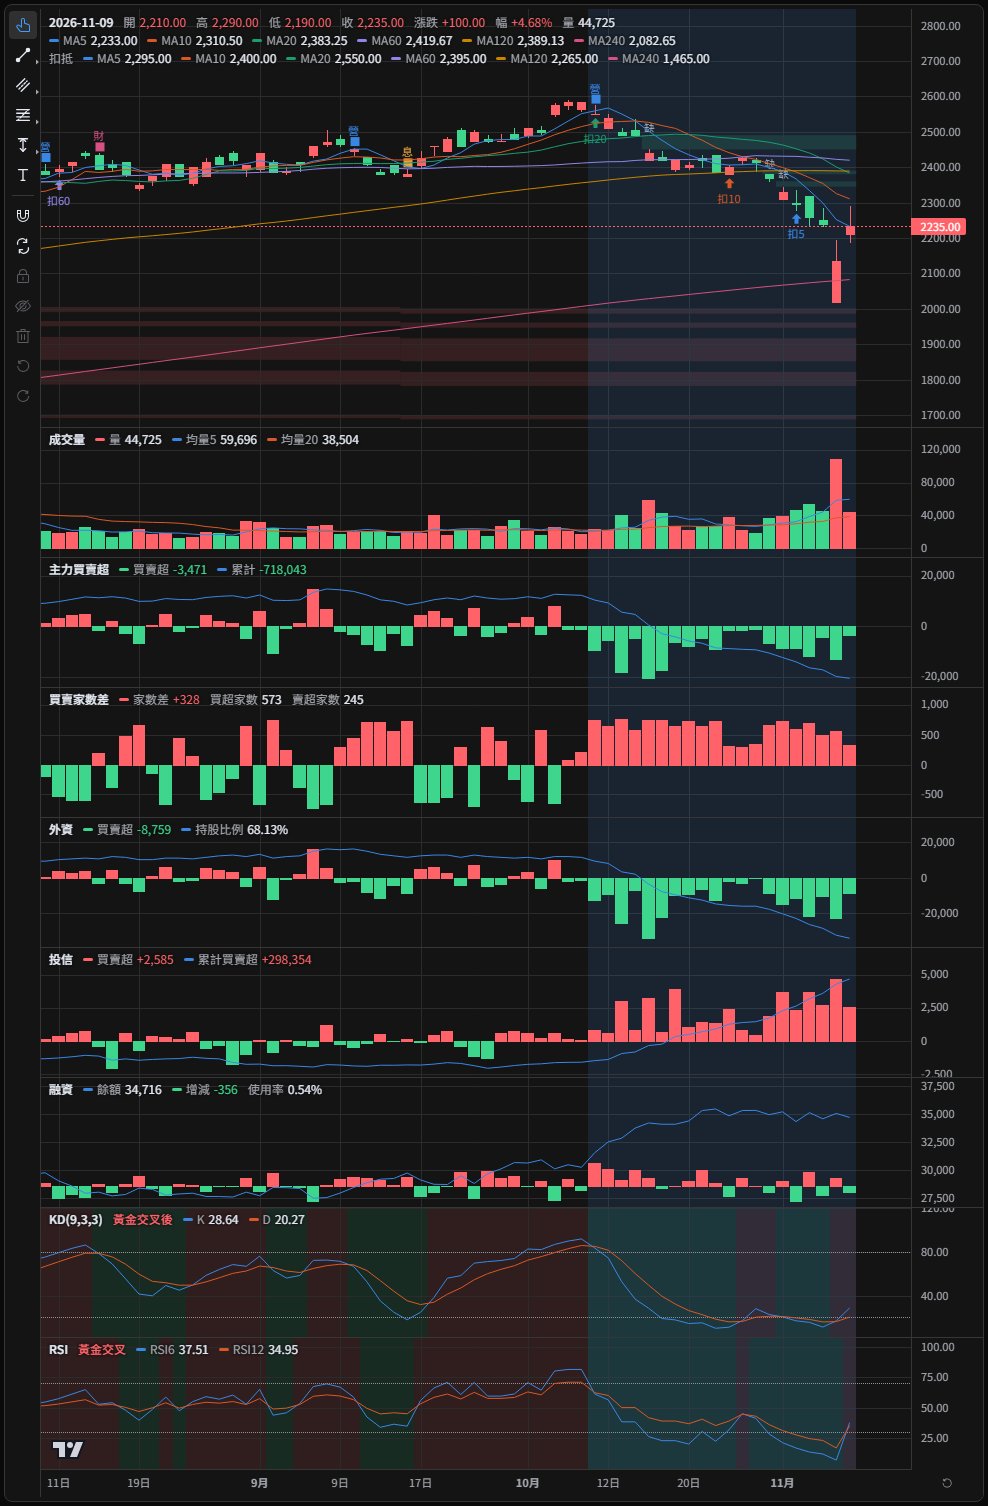 2026-11-09 開 2,210.00 高 2,290.00 低 2,190.00 收 2,235.00 漲跌 +100.00 幅 +4.68% 量 44,725
MA5 2,233.00 MA10 2,310.50 MA20 2,383.25 MA60 2,419.67 MA120 2,389.13 MA240 2,082.65
扣抵 MA5 2,295.00 MA10 2,400.00 MA20 2,550.00 MA60 2,395.00 MA120 2,265.00 MA240 1,465.00
2800.00
2700.00
2600.00
2500.00
2400.00
2300.00
2235.00
2200.00
2100.00
2000.00
1900.00
1800.00
1700.00
營
財
營
息
營
缺
缺
缺
扣60
扣20
扣10
扣5
成交量 量 44,725 均量5 59,696 均量20 38,504
120,000
80,000
40,000
0
主力買賣超 買賣超 -3,471 累計 -718,043
20,000
0
-20,000
買賣家數差 家數差 +328 買超家數 573 賣超家數 245
1,000
500
0
-500
外資 買賣超 -8,759 持股比例 68.13%
20,000
0
-20,000
投信 買賣超 +2,585 累計買賣超 +298,354
5,000
2,500
0
-2,500
融資 餘額 34,716 增減 -356 使用率 0.54%
37,500
35,000
32,500
30,000
27,500
KD(9,3,3) 黃金交叉後 K 28.64 D 20.27
120.00
80.00
40.00
RSI 黃金交叉 RSI6 37.51 RSI12 34.95
100.00
75.00
50.00
25.00
11日 19日 9月 9日 17日 10月 12日 20日 11月